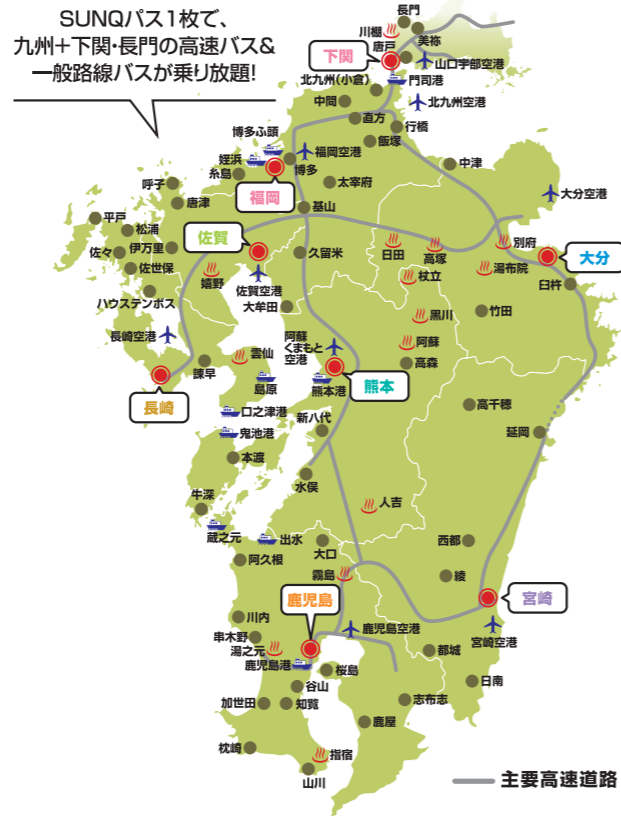 SUNQパス1枚で、
九州＋下関・長門の高速バス&
一般路線バスが乗り放題!
長門
川棚
美祢
唐戸
下関
山口宇部空港
北九州(小倉)
門司港
中間
北九州空港
直方
行橋
博多ふ頭
飯塚
福岡空港
姪浜
中津
糸島
博多
太宰府
大分空港
呼子
福岡
唐津
平戸
基山
松浦
佐賀
別府
伊万里
久留米
日田
高塚
大分
佐々
湯布院
佐世保
嬉野
杖立
佐賀空港
臼杵
ハウステンボス
大牟田
黒川
竹田
長崎空港
阿蘇
くまもと
空港
阿蘇
雲仙
高森
諫早
熊本港
熊本
島原
長崎
高千穂
口之津港
新八代
延岡
鬼池港
本渡
水俣
牛深
人吉
蔵之元
出水
大口
西都
阿久根
霧島
綾
鹿児島
宮崎
川内
鹿児島空港
宮崎空港
串木野
湯之元
都城
鹿児島港
桜島
日南
谷山
加世田
知覧
志布志
鹿屋
枕崎
指宿
山川
主要高速道路